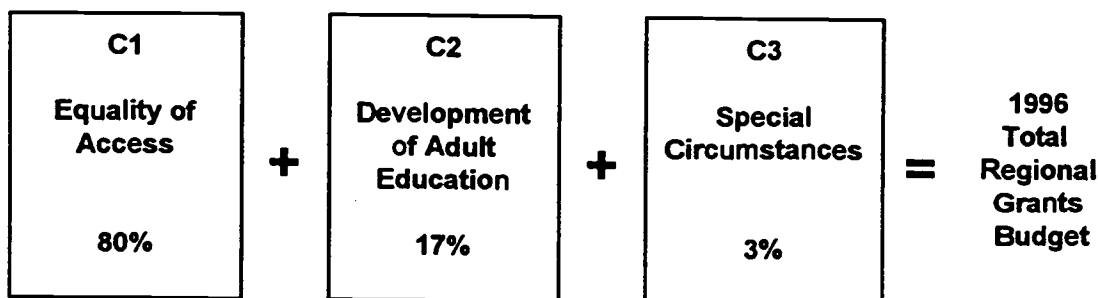 C1
Equality of
Access
80%
+
C2
Development
of Adult
Education
17%
+
C3
Special
Circumstances
3%
=
1996
Total
Regional
Grants
Budget